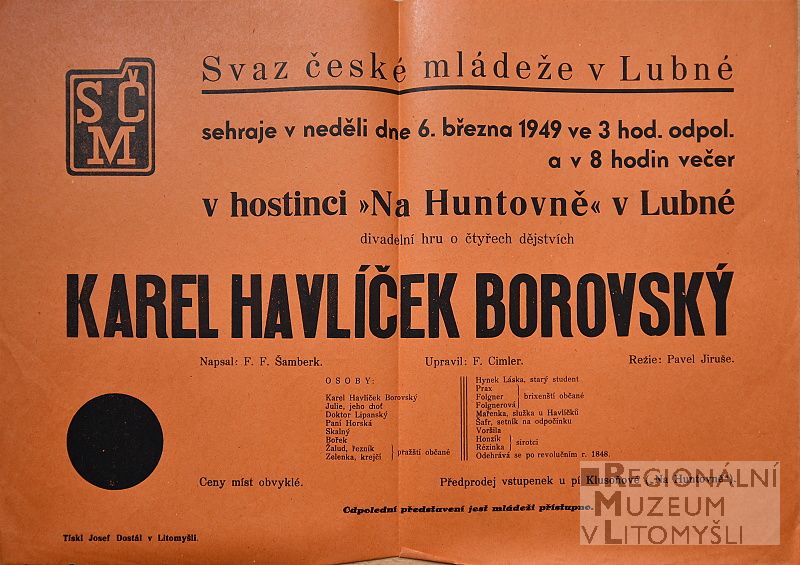 SČM
Svaz české mládeže v Lubné
sehraje v neděli dne 6. března 1949 ve 3 hod. odpol.
a v 8 hodin večer
v hostinci »Na Huntovně« v Lubné
divadelní hru o čtyřech dějstvích
KAREL HAVLÍČEK BOROVSKÝ
Napsal: F. F. Šamberk. Upravil: F. Cimler. Režie: Pavel Jiruše.
OSOBY:
Karel Havlíček Borovský
Julie, jeho choť
Doktor Lipanský
Paní Horská
Skalný
Bořek
Žalud, řezník
Zelenka, krejčí
pražští občané
Hynek Láska, starý student
Prax
Folgner
Folgnerová
brixenští občané
Mařenka, služka u Havlíčků
Šafr, setník na odpočinku
Voršila
Honzík
Rézinka
sirotci
Odehrává se po revolučním r. 1848.
Ceny míst obvyklé. Předprodej vstupenek u pí Klusoňové („Na Huntovně“).
Odpolední představení jest mládeži přístupno.
Tiskl Josef Dostál v Litomyšli.
REGIONÁLNÍ
MUZEUM
V LITOMYŠLI